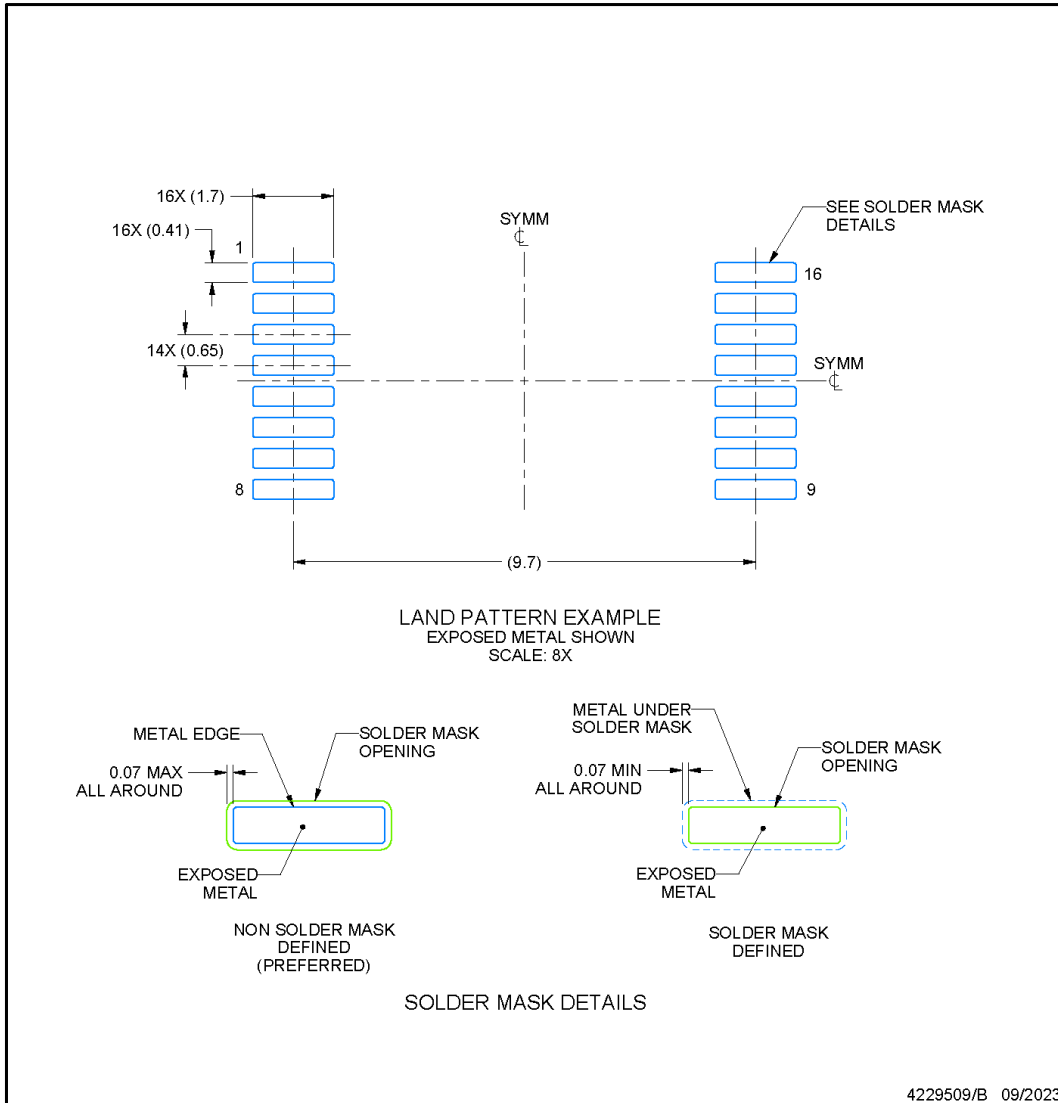 16X (1.7)
16X (0.41)
1
14X (0.65)
8
SYMM
℄
SEE SOLDER MASK
DETAILS
16
SYMM
℄
9
(9.7)
LAND PATTERN EXAMPLE
EXPOSED METAL SHOWN
SCALE: 8X
METAL EDGE
SOLDER MASK
OPENING
0.07 MAX
ALL AROUND
EXPOSED
METAL
NON SOLDER MASK
DEFINED
(PREFERRED)
METAL UNDER
SOLDER MASK
SOLDER MASK
OPENING
0.07 MIN
ALL AROUND
EXPOSED
METAL
SOLDER MASK
DEFINED
SOLDER MASK DETAILS
4229509/B 09/2023